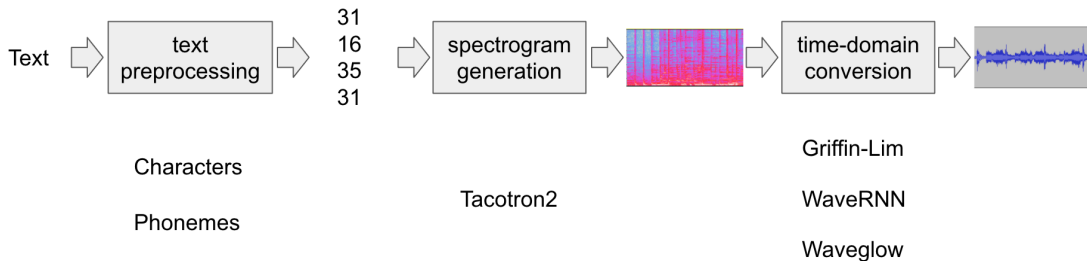 Text
text
preprocessing
31
16
35
31
spectrogram
generation
time-domain
conversion
Characters
Phonemes
Tacotron2
Griffin-Lim
WaveRNN
Waveglow